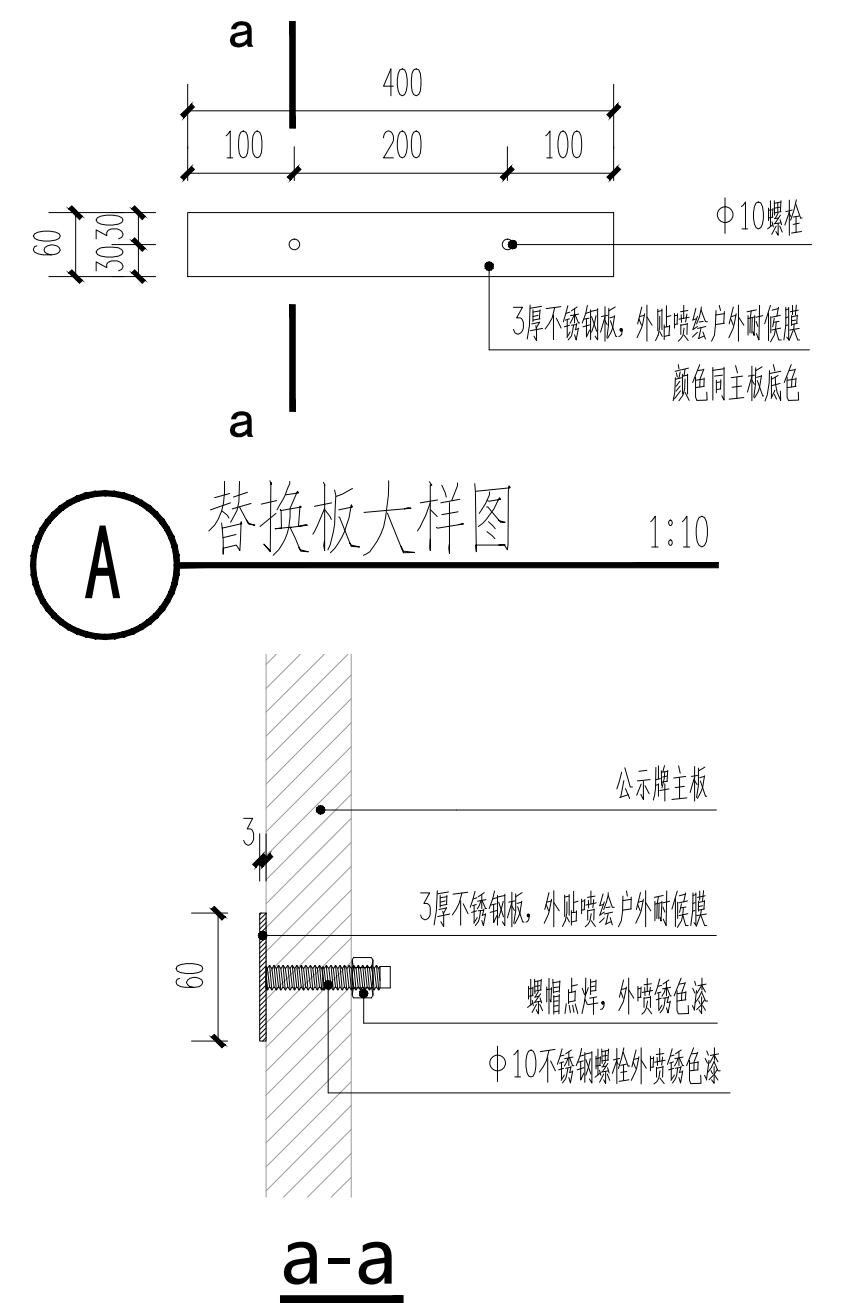 a
400
100 200 100
60
30
30
ϕ10螺栓
3厚不锈钢板，外贴喷绘户外耐候膜
颜色同主板底色
a
A
替换板大样图 1:10
公示牌主板
3
3厚不锈钢板，外贴喷绘户外耐候膜
60
螺帽点焊，外喷锈色漆
ϕ10不锈钢螺栓外喷锈色漆
a-a